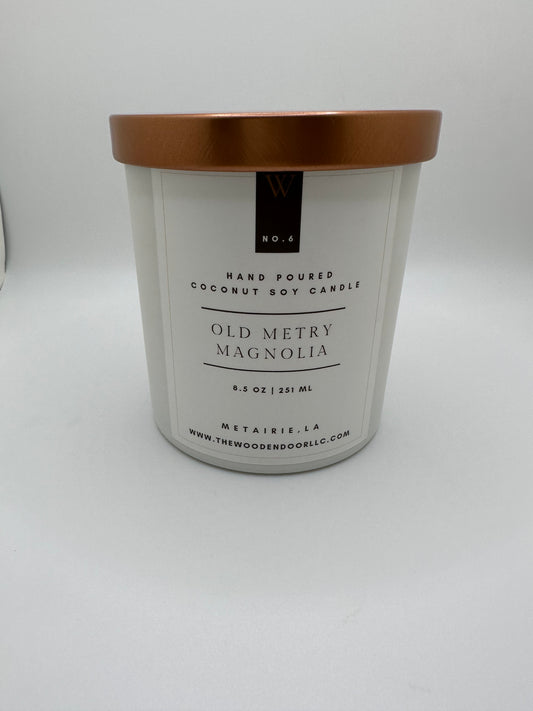 W
NO.6
HAND POURED
COCONUT SOY CANDLE
OLD METRY
MAGNOLIA
8.5 OZ | 251 ML
METAIRIE, LA
WWW.THEWOODENDOORLLC.COM